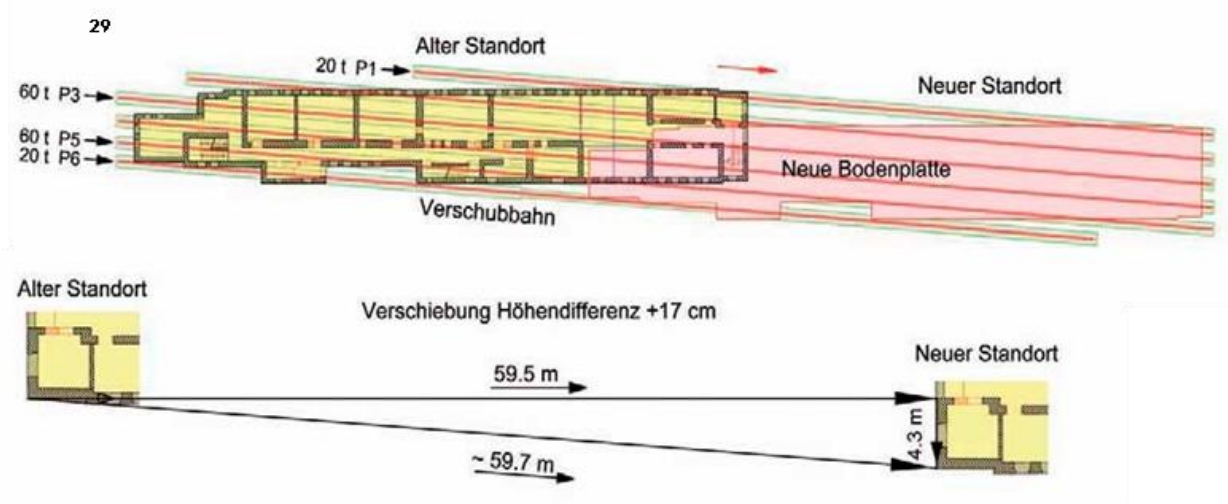 29
Alter Standort
20 t P1
Neuer Standort
60 t P3
60 t P5
20 t P6
Neue Bodenplatte
Verschubbahn
Alter Standort
Verschiebung Höhendifferenz +17 cm
Neuer Standort
59.5 m
4.3 m
~ 59.7 m